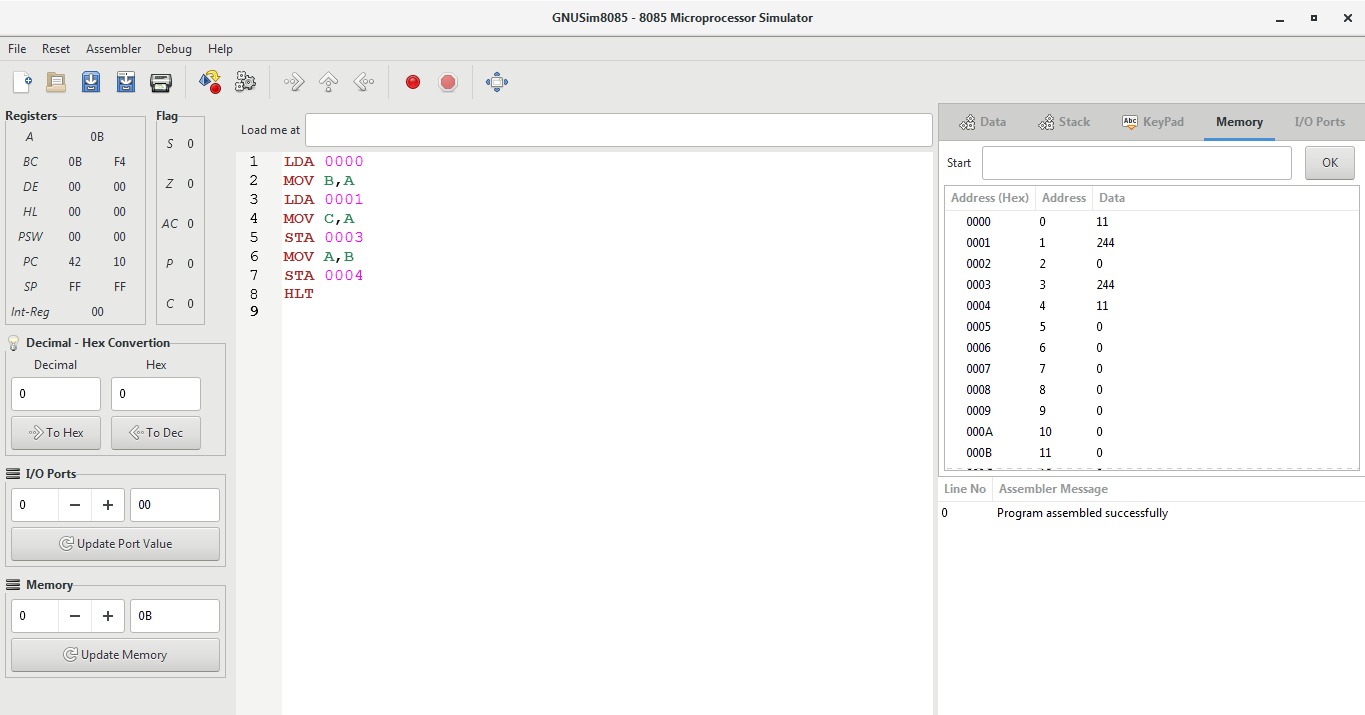 GNUSim8085 - 8085 Microprocessor Simulator
File Reset Assembler Debug Help
Registers
A 0B
BC 0B F4
DE 00 00
HL 00 00
PSW 00 00
PC 42 10
SP FF FF
Int-Reg 00
Flag
S 0
Z 0
AC 0
P 0
C 0
Decimal - Hex Convertion
Decimal Hex
0 0
To Hex To Dec
I/O Ports
0 − + 00
Update Port Value
Memory
0 − + 0B
Update Memory
Load me at
1 LDA 0000
2 MOV B,A
3 LDA 0001
4 MOV C,A
5 STA 0003
6 MOV A,B
7 STA 0004
8 HLT
9
Data Abc Stack KeyPad Memory I/O Ports
Start OK
Address (Hex) Address Data
0000 0 11
0001 1 244
0002 2 0
0003 3 244
0004 4 11
0005 5 0
0006 6 0
0007 7 0
0008 8 0
0009 9 0
000A 10 0
000B 11 0
Line No Assembler Message
0 Program assembled successfully